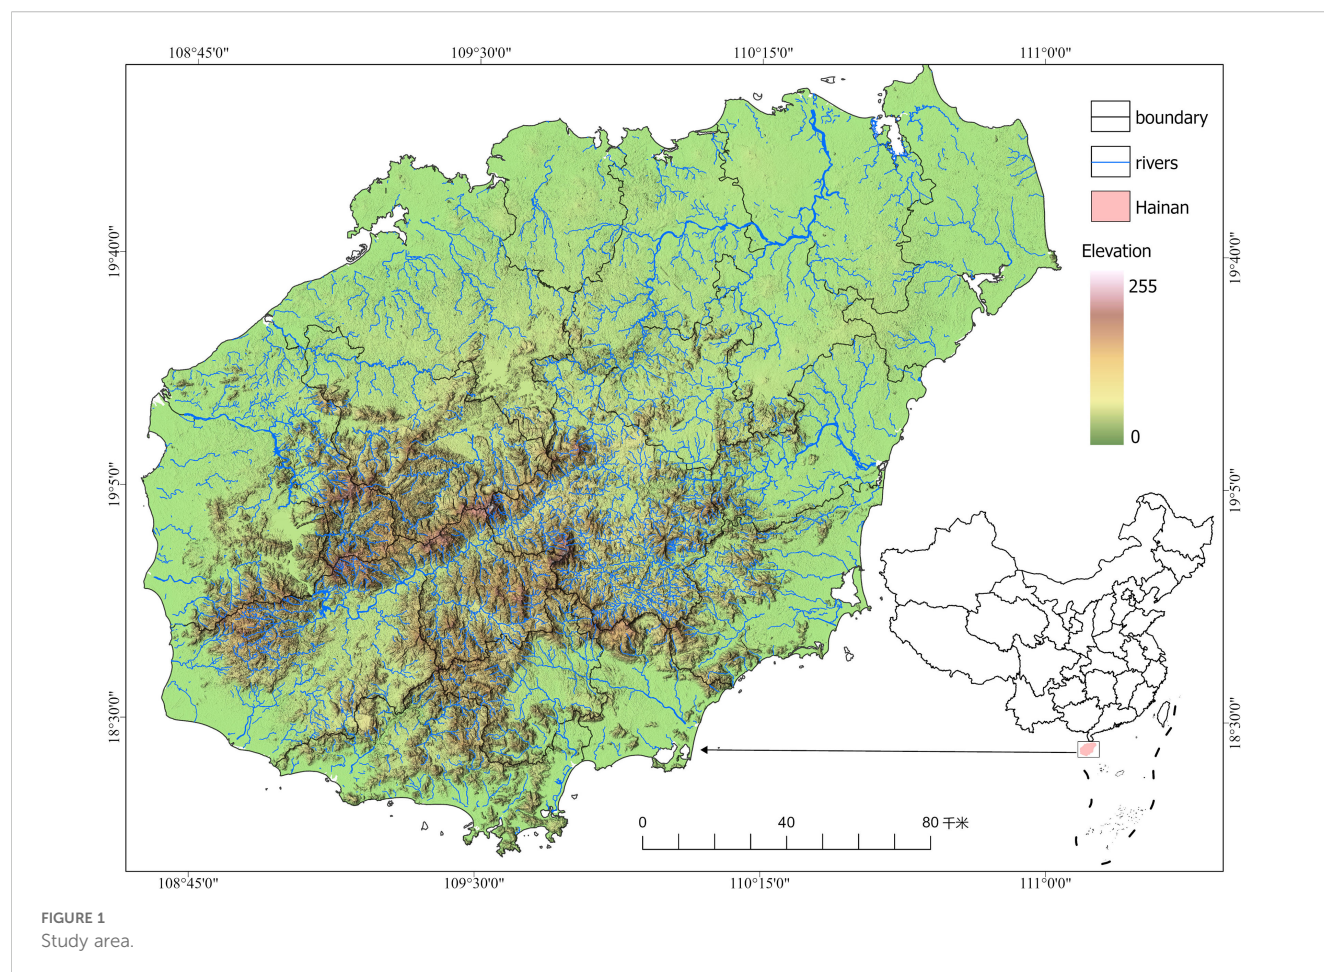 108°45'0" 109°30'0" 110°15'0" 111°0'0"
boundary
rivers
Hainan
Elevation
255
0
19°40'0" 19°40'0"
19°5'0" 19°5'0"
18°30'0" 18°30'0"
0 40 80 千米
108°45'0" 109°30'0" 110°15'0" 111°0'0"
FIGURE 1
Study area.